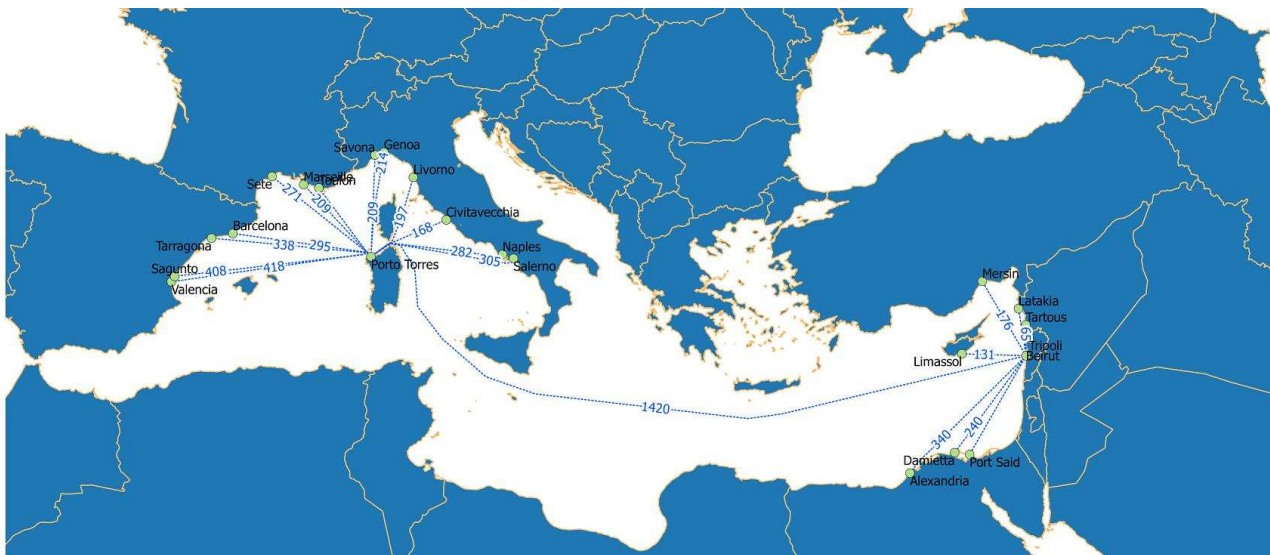 Genoa
Savona
214
Livorno
Marseille
Toulon
Sete
271
209
209
197
Civitavecchia
168
Barcelona
Tarragona
338
295
282
305
Naples
Salerno
Porto Torres
Sagunto
408
418
Valencia
Mersin
Latakia
176
Tartous
65
Tripoli
Beirut
Limassol
131
1420
340
240
Damietta
Port Said
Alexandria